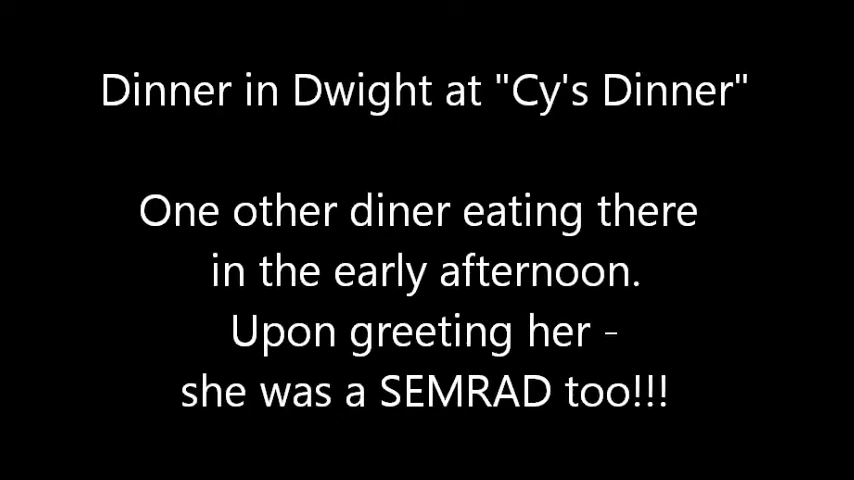 Dinner in Dwight at "Cy's Dinner"
One other diner eating there
in the early afternoon.
Upon greeting her -
she was a SEMRAD too!!!